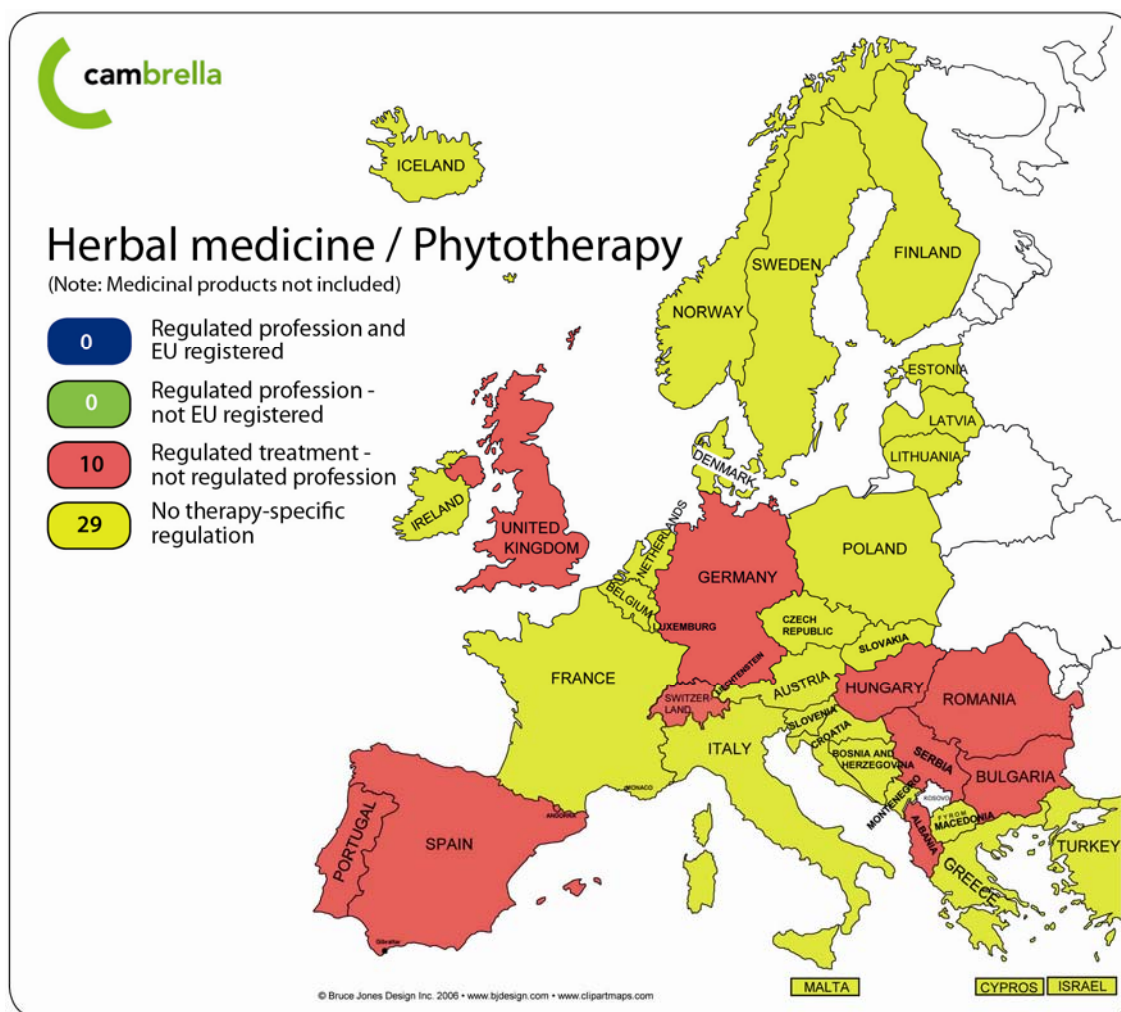 cambrella
ICELAND
Herbal medicine / Phytotherapy
(Note: Medicinal products not included)
0
Regulated profession and
EU registered
0
Regulated profession -
not EU registered
10
Regulated treatment -
not regulated profession
29
No therapy-specific
regulation
FINLAND
SWEDEN
NORWAY
ESTONIA
LATVIA
LITHUANIA
DENMARK
IRELAND
UNITED
KINGDOM
NETHERLANDS
BELGIUM
LUXEMBURG
GERMANY
POLAND
CZECH
REPUBLIC
SLOVAKIA
LIECHTENSTEIN
AUSTRIA
HUNGARY
ROMANIA
FRANCE
SWITZER
LAND
SLOVENIA
CROATIA
ITALY
BOSNIA AND
HERZEGOVINA
SERBIA
BULGARIA
MONTENEGRO
KOSOVO
FYROM
MACEDONIA
ALBANIA
MONACO
ANDORRA
PORTUGAL
SPAIN
GREECE
TURKEY
Gibraltar
MALTA
CYPROS
ISRAEL
© Bruce Jones Design Inc. 2006 • www.bjdesign.com • www.clipartmaps.com